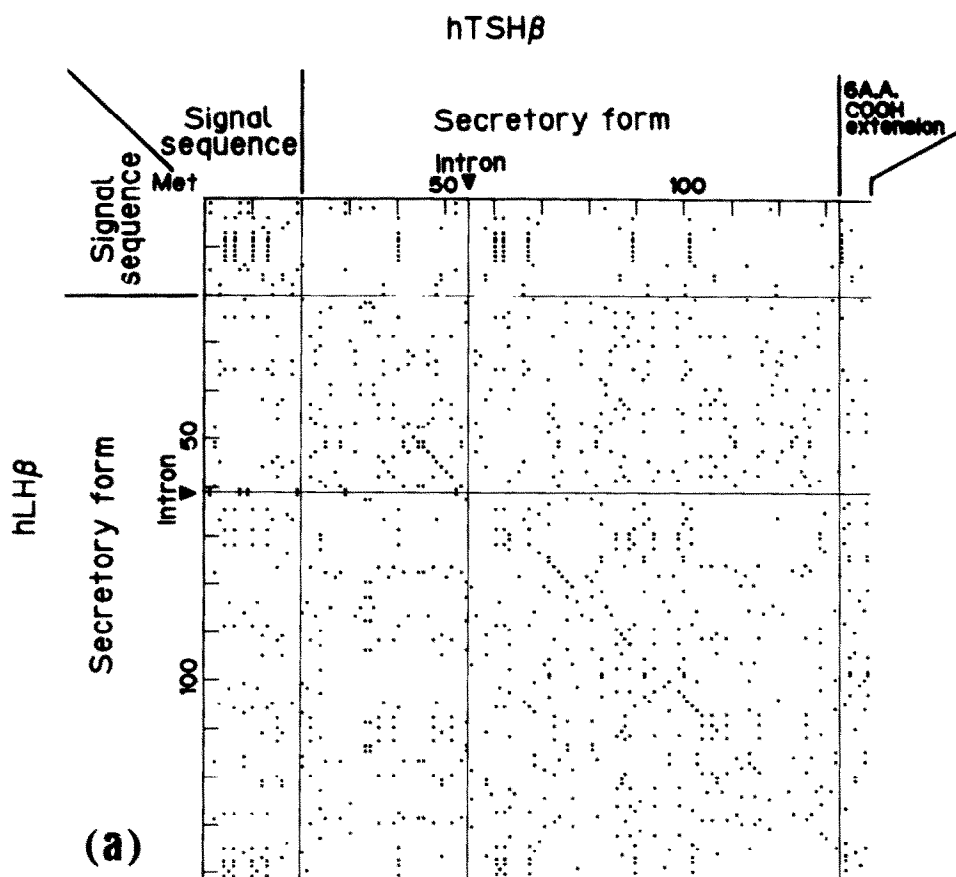 hTSHβ
Signal
sequence
Secretory form
6A.A.
COOH
extension
Met
Intron
50
100
Signal
sequence
hLHβ
Secretory form
Intron
50
100
(a)